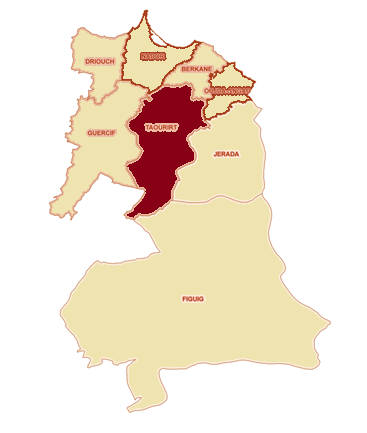 NADOR
DRIOUCH
BERKANE
OUJDA-ANGAD
TAOURIRT
GUERCIF
JERADA
FIGUIG